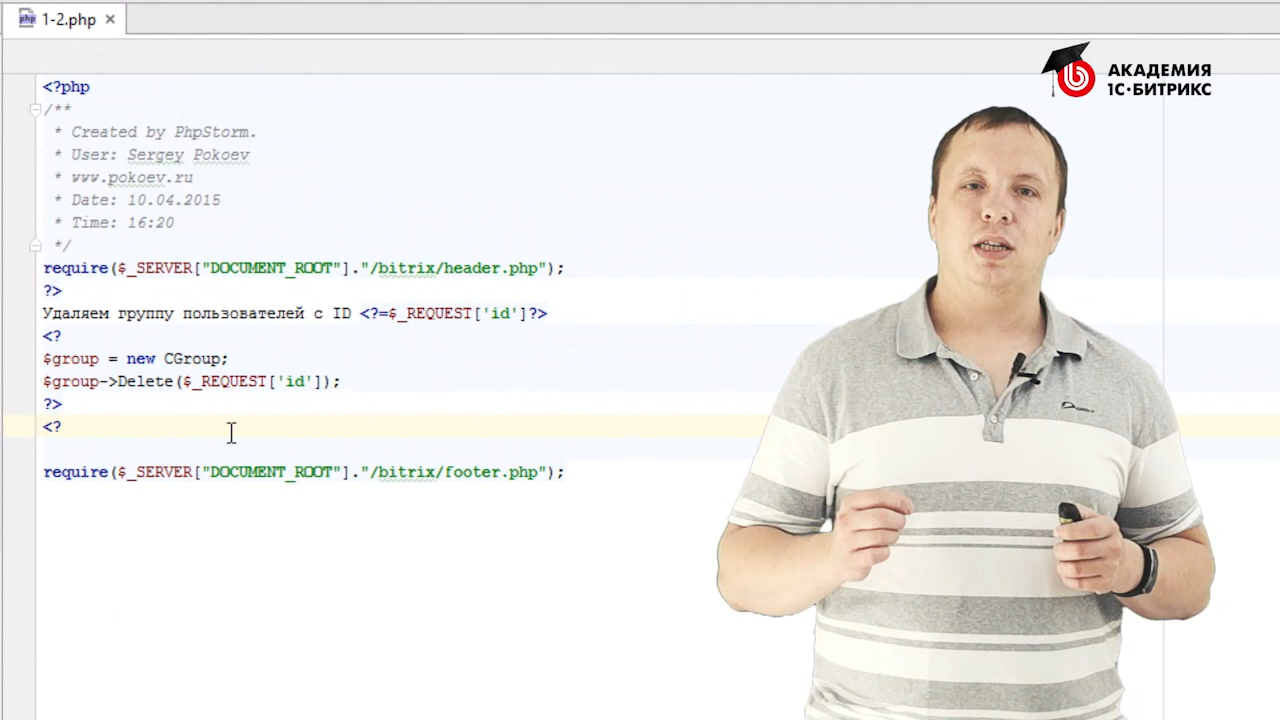 1-2.php
АКАДЕМИЯ
1С·БИТРИКС
<?php
/**
* Created by PhpStorm.
* User: Sergey Pokoev
* www.pokoev.ru
* Date: 10.04.2015
* Time: 16:20
*/
require($_SERVER["DOCUMENT_ROOT"]."/bitrix/header.php");
?>
Удаляем группу пользователей с ID <?=$_REQUEST['id']?>
<?
$group = new CGroup;
$group->Delete($_REQUEST['id']);
?>
<?
require($_SERVER["DOCUMENT_ROOT"]."/bitrix/footer.php");